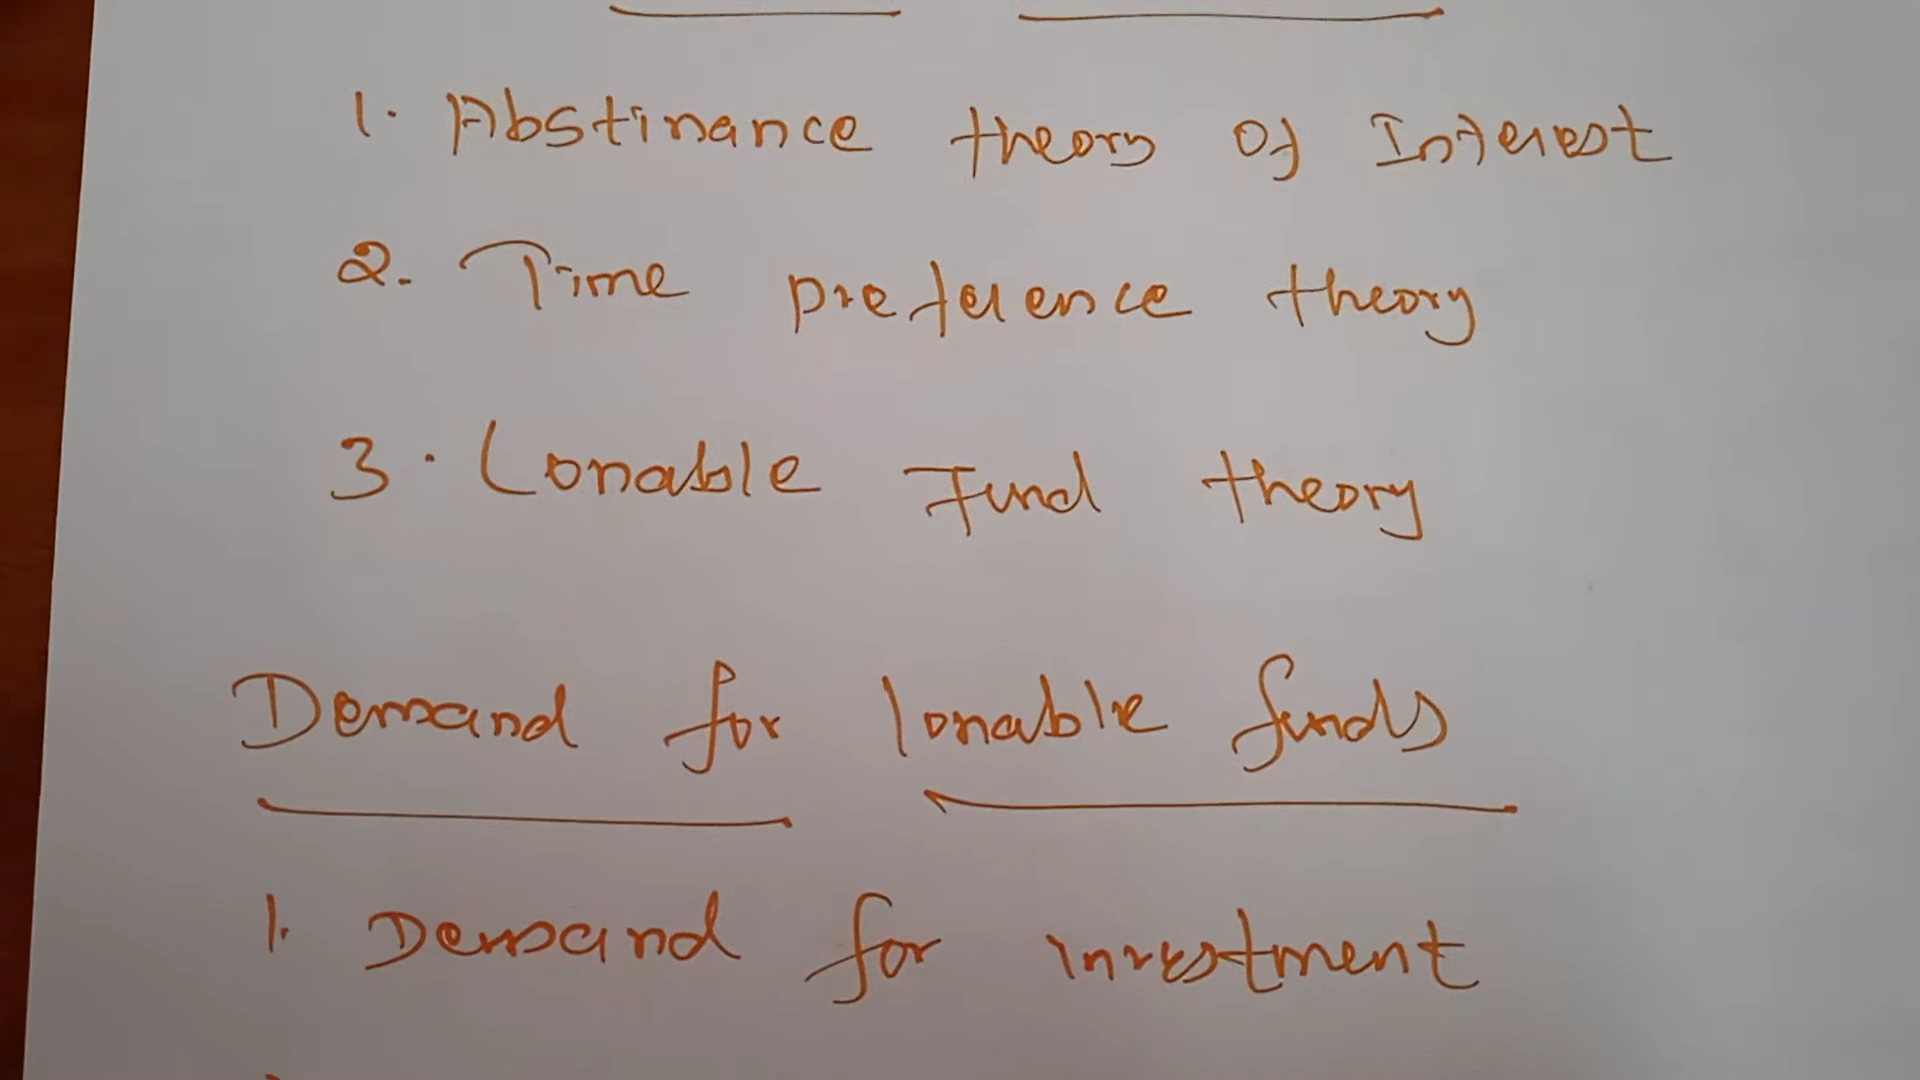 1. Abstinance theory of Interest
2. Time preference theory
3. Lonable Fund theory
Demand for lonable funds
1. Demand for investment